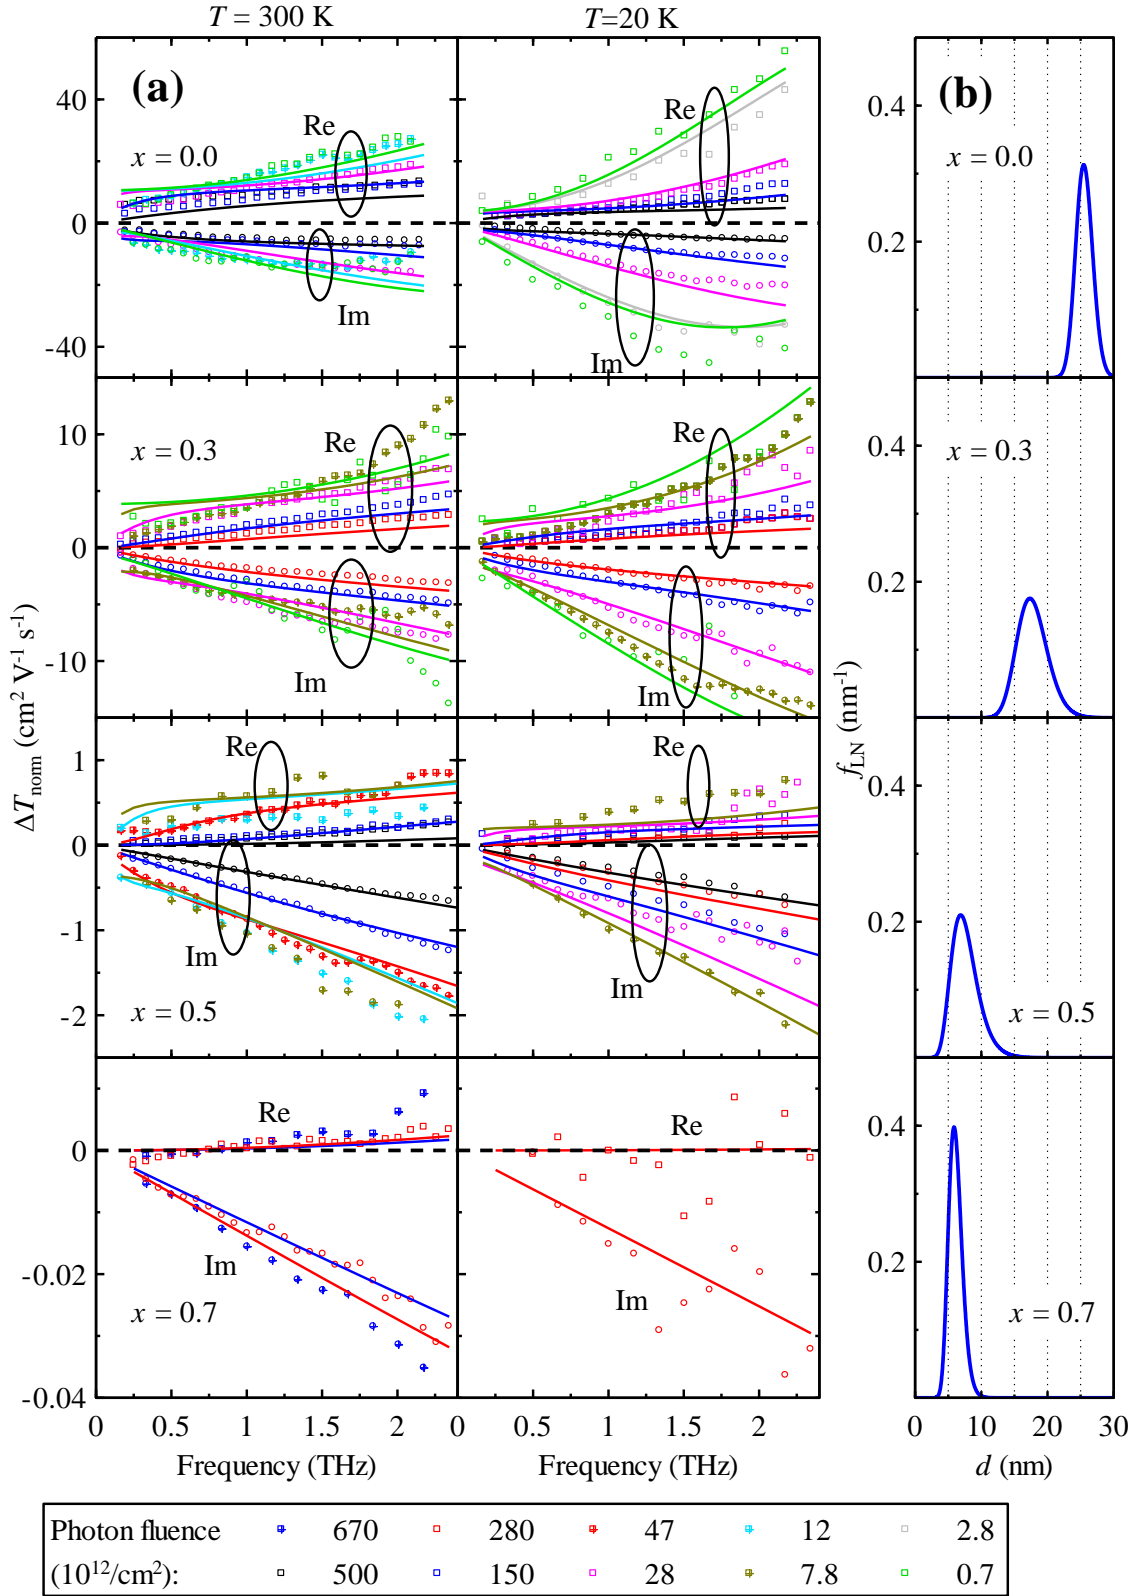 T = 300 K
T=20 K
(a)
(b)
40
0
-40
x = 0.0
Re
Im
Re
Im
0.4
0.2
x = 0.0
10
0
-10
x = 0.3
Re
Im
Re
Im
0.4
0.2
x = 0.3
ΔT_norm (cm² V⁻¹ s⁻¹)
f_LN (nm⁻¹)
1
0
-1
-2
Re
Im
x = 0.5
Re
Im
0.4
0.2
x = 0.5
0
-0.02
-0.04
Re
Im
x = 0.7
Re
Im
0.4
0.2
x = 0.7
0 0.5 1 1.5 2 0 0.5 1 1.5 2 0 10 20 30
Frequency (THz)
Frequency (THz)
d (nm)
Photon fluence 670 280 47 12 2.8
(10¹²/cm²): 500 150 28 7.8 0.7